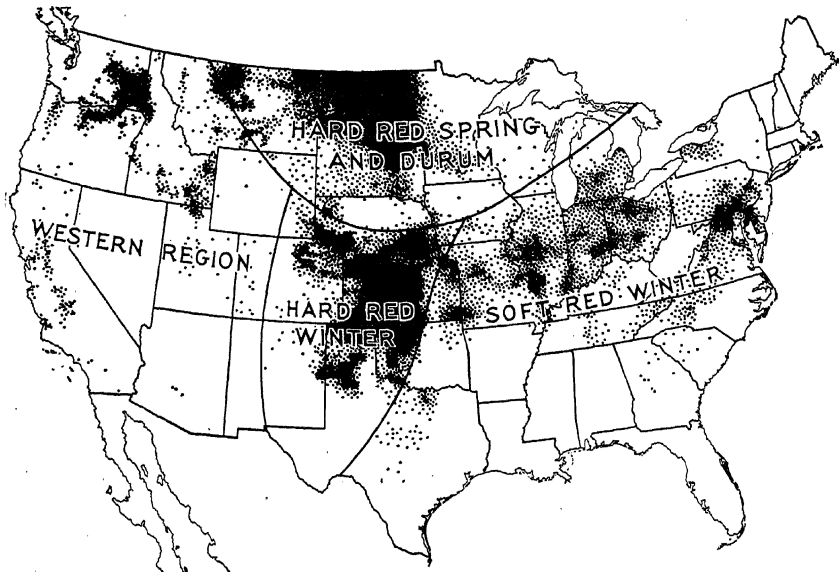 HARD RED SPRING
AND DURUM
WESTERN REGION
HARD RED
WINTER
SOFT RED WINTER